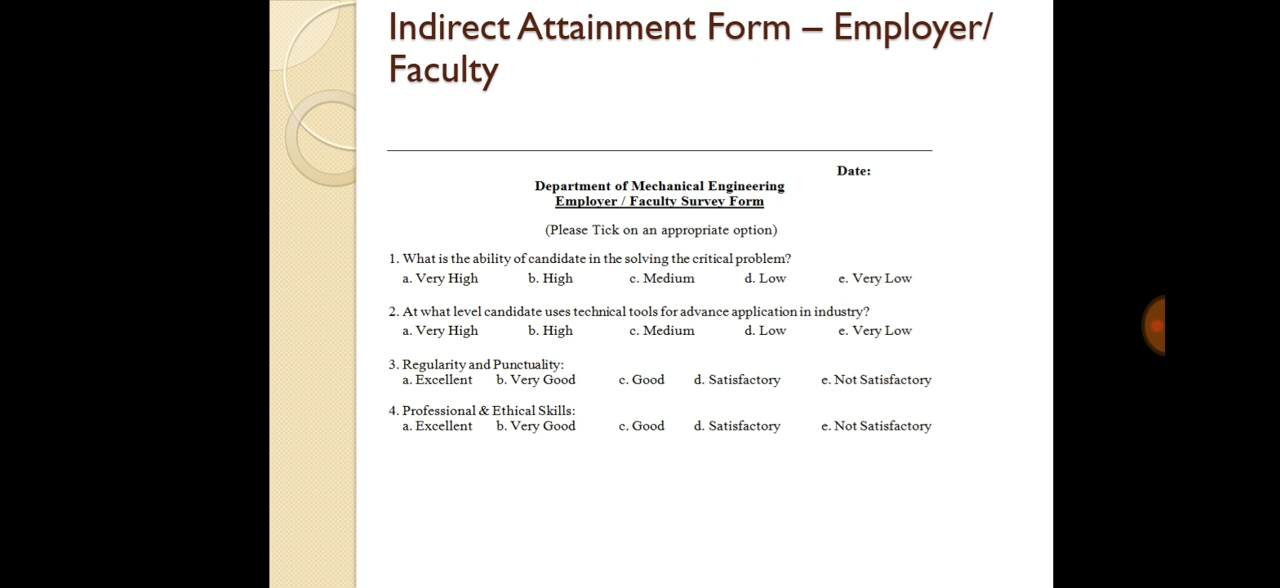 Indirect Attainment Form – Employer/
Faculty
Date:
Department of Mechanical Engineering
Employer / Faculty Survey Form
(Please Tick on an appropriate option)
1. What is the ability of candidate in the solving the critical problem?
a. Very High b. High c. Medium d. Low e. Very Low
2. At what level candidate uses technical tools for advance application in industry?
a. Very High b. High c. Medium d. Low e. Very Low
3. Regularity and Punctuality:
a. Excellent b. Very Good c. Good d. Satisfactory e. Not Satisfactory
4. Professional & Ethical Skills:
a. Excellent b. Very Good c. Good d. Satisfactory e. Not Satisfactory